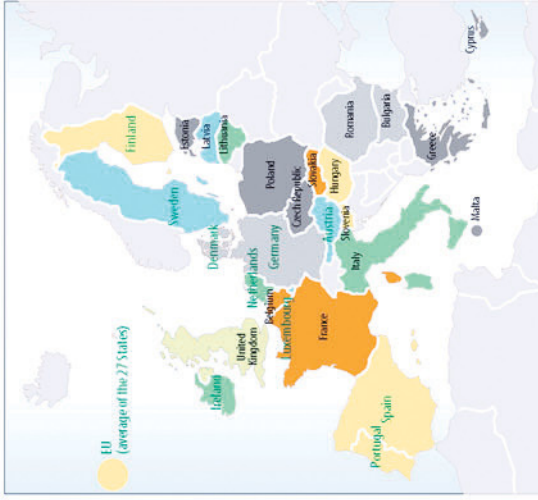 EU
(average of the 27 States)
Finland
Sweden
Estonia
Latvia
Lithuania
Denmark
Ireland
United
Kingdom
Netherlands
Belgium
Luxembourg
Germany
Poland
Czech Republic
Slovakia
Austria
Hungary
Slovenia
Romania
Bulgaria
France
Italy
Portugal
Spain
Greece
Malta
Cyprus